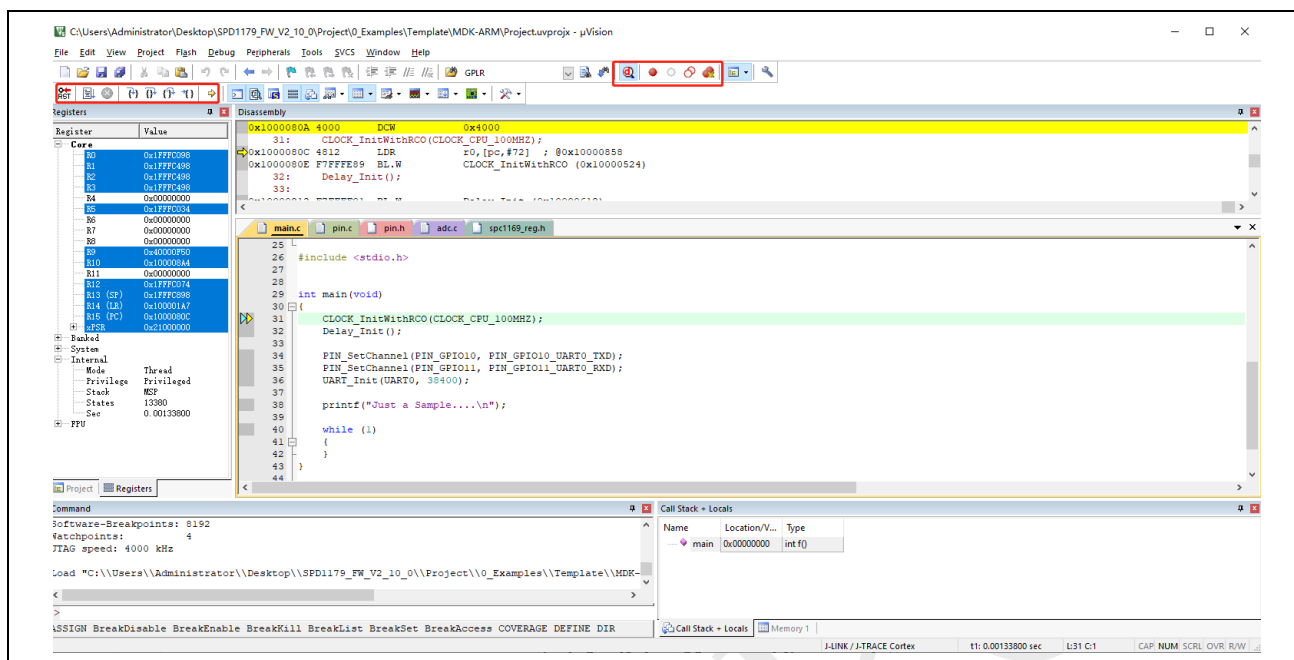 C:\Users\Administrator\Desktop\SPD1179_FW_V2_10_0\Project\0_Examples\Template\MDK-ARM\Project.uvprojx - µVision
File Edit View Project Flash Debug Peripherals Tools SVCS Window Help
GPLR
RST
Registers
Register Value
Core
R0 0x1FFFC098
R1 0x1FFFC498
R2 0x1FFFC498
R3 0x1FFFC498
R4 0x00000000
R5 0x1FFFC034
R6 0x00000000
R7 0x00000000
R8 0x00000000
R9 0x40000F50
R10 0x100008A4
R11 0x00000000
R12 0x1FFFC074
R13 (SP) 0x1FFFC898
R14 (LR) 0x100001A7
R15 (PC) 0x1000080C
xPSR 0x21000000
Banked
System
Internal
Mode Thread
Privilege Privileged
Stack MSP
States 13380
Sec 0.00133800
FPU
Project Registers
Disassembly
0x1000080A 4000 DCW 0x4000
31: CLOCK_InitWithRCO(CLOCK_CPU_100MHZ);
0x1000080C 4812 LDR r0,[pc,#72] ; @0x10000858
0x1000080E F7FFFE89 BL.W CLOCK_InitWithRCO (0x10000524)
32: Delay_Init();
33:
main.c pin.c pin.h adc.c spc1169_reg.h
25
26 #include <stdio.h>
27
28
29 int main(void)
30 {
31 CLOCK_InitWithRCO(CLOCK_CPU_100MHZ);
32 Delay_Init();
33
34 PIN_SetChannel(PIN_GPIO10, PIN_GPIO10_UART0_TXD);
35 PIN_SetChannel(PIN_GPIO11, PIN_GPIO11_UART0_RXD);
36 UART_Init(UART0, 38400);
37
38 printf("Just a Sample....\n");
39
40 while (1)
41 {
42 }
43 }
44
Command
Software-Breakpoints: 8192
Watchpoints: 4
JTAG speed: 4000 kHz
Load "C:\\Users\\Administrator\\Desktop\\SPD1179_FW_V2_10_0\\Project\\0_Examples\\Template\\MDK-
>
ASSIGN BreakDisable BreakEnable BreakKill BreakList BreakSet BreakAccess COVERAGE DEFINE DIR
Call Stack + Locals
Name Location/V... Type
main 0x00000000 int f()
Call Stack + Locals Memory 1
J-LINK / J-TRACE Cortex t1: 0.00133800 sec L:31 C:1 CAP NUM SCRL OVR R/W